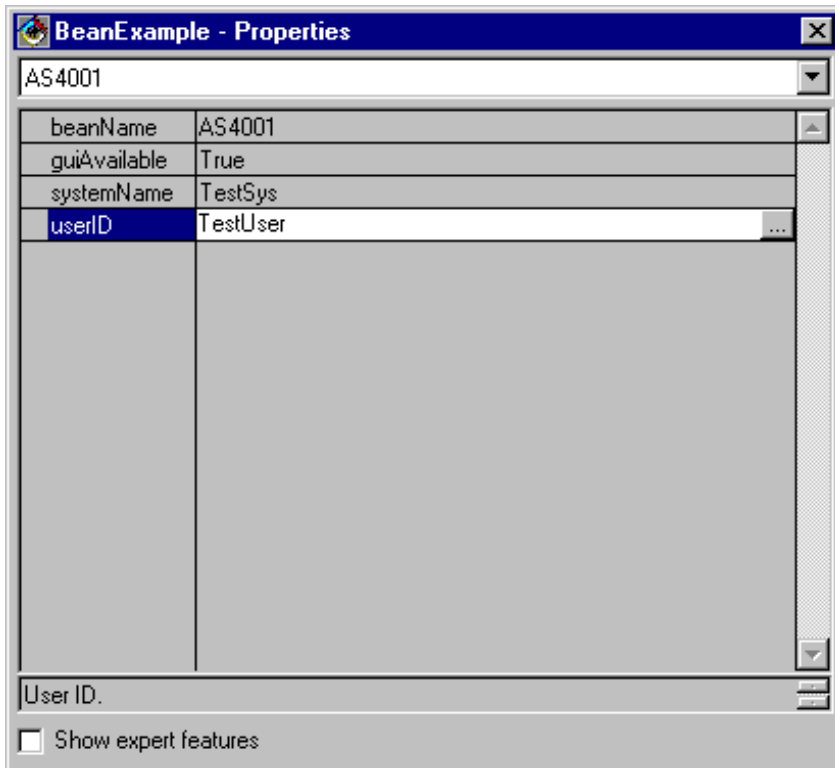 BeanExample - Properties
AS4001
beanName AS4001
guiAvailable True
systemName TestSys
userID TestUser ...
User ID.
Show expert features